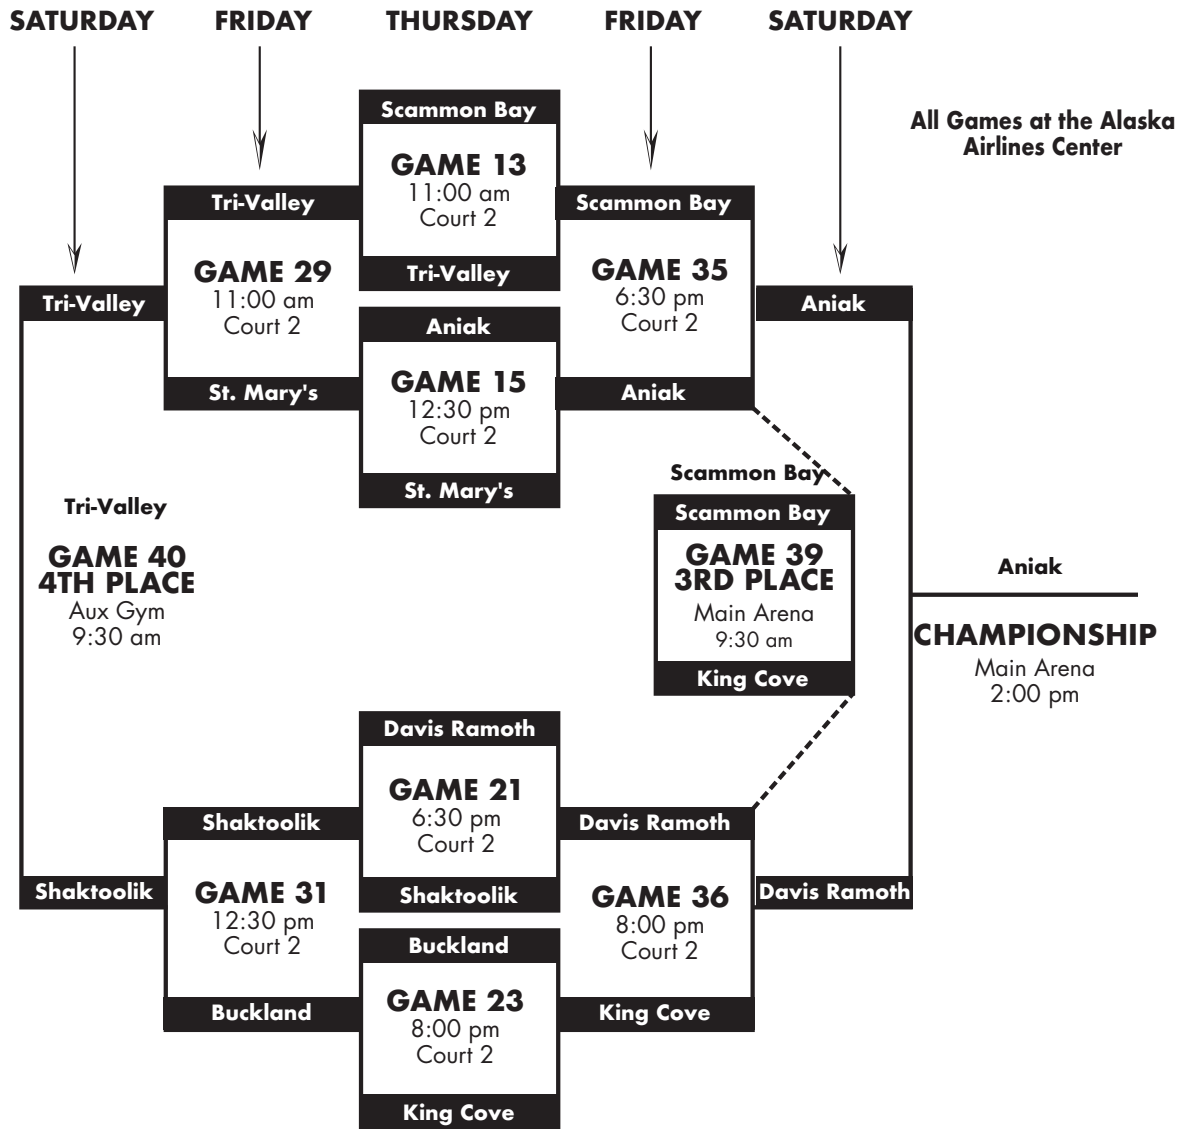 SATURDAY
FRIDAY
THURSDAY
FRIDAY
SATURDAY
All Games at the Alaska
Airlines Center
Scammon Bay
GAME 13
11:00 am
Court 2
Tri-Valley
Tri-Valley
GAME 29
11:00 am
Court 2
St. Mary's
Scammon Bay
GAME 35
6:30 pm
Court 2
Aniak
Tri-Valley
Aniak
Aniak
GAME 15
12:30 pm
Court 2
St. Mary's
Tri-Valley
GAME 40
4TH PLACE
Aux Gym
9:30 am
Scammon Bay
Scammon Bay
GAME 39
3RD PLACE
Main Arena
9:30 am
King Cove
Aniak
CHAMPIONSHIP
Main Arena
2:00 pm
Davis Ramoth
GAME 21
6:30 pm
Court 2
Shaktoolik
Shaktoolik
GAME 31
12:30 pm
Court 2
Buckland
Davis Ramoth
GAME 36
8:00 pm
Court 2
King Cove
Shaktoolik
Davis Ramoth
Buckland
GAME 23
8:00 pm
Court 2
King Cove